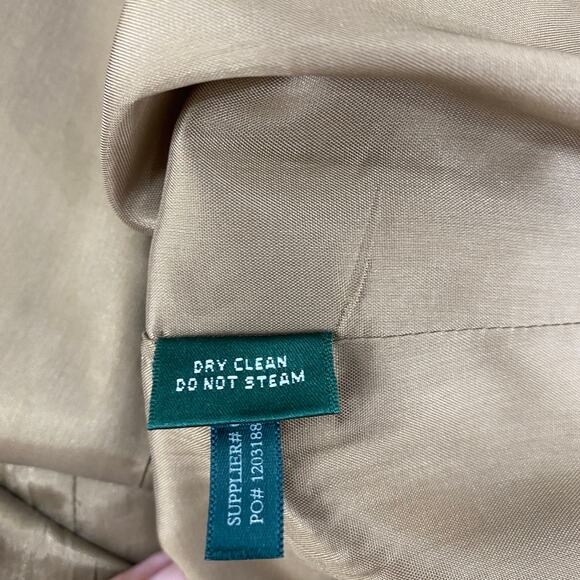 DRY CLEAN
DO NOT STEAM
SUPPLIER#
PO# 1203188